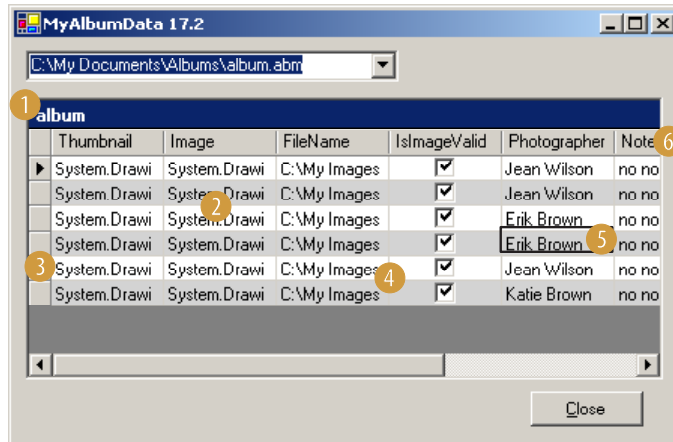 MyAlbumData 17.2
C:\My Documents\Albums\album.abm
1
album
Thumbnail Image FileName IsImageValid Photographer Note 6
System.Drawi System.Drawi C:\My Images Jean Wilson no no
System.Drawi System.Drawi C:\My Images Jean Wilson no no
2
System.Drawi System.Drawi C:\My Images Erik Brown no no
System.Drawi System.Drawi C:\My Images Erik Brown 5 no no
3 System.Drawi System.Drawi C:\My Images 4 Jean Wilson no no
System.Drawi System.Drawi C:\My Images Katie Brown no no
Close